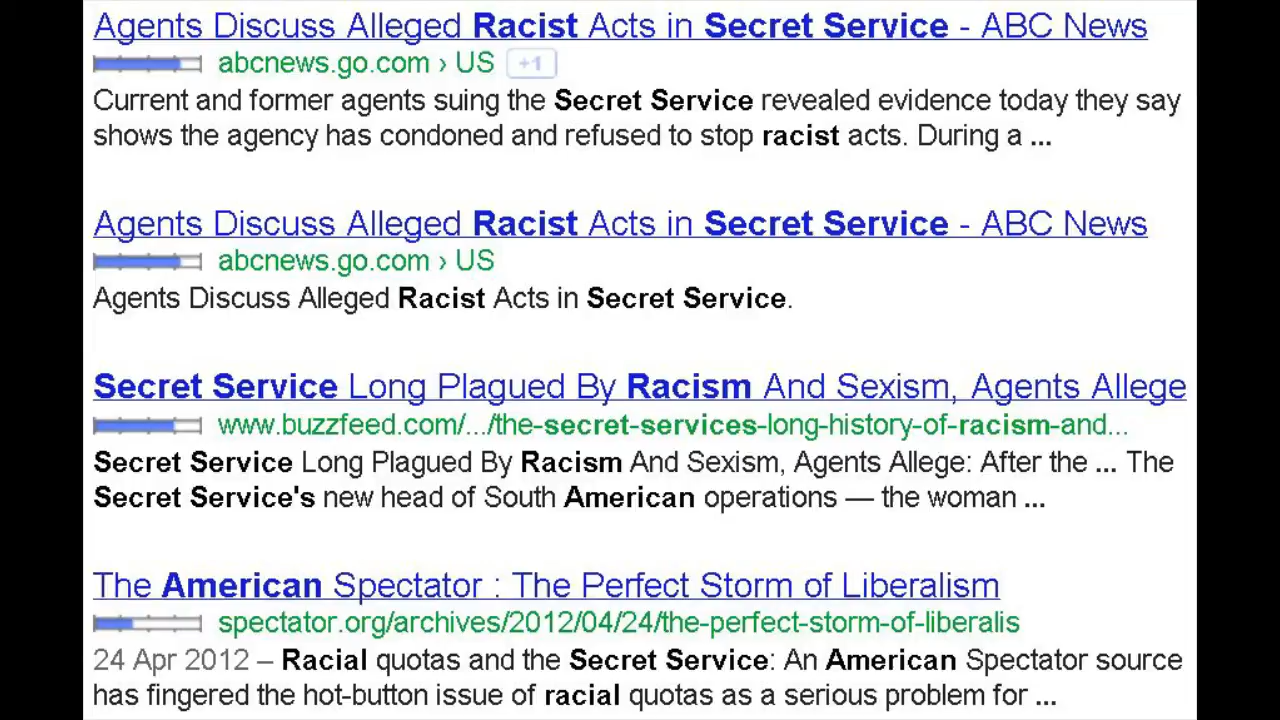 Agents Discuss Alleged Racist Acts in Secret Service - ABC News
abcnews.go.com › US +1
Current and former agents suing the Secret Service revealed evidence today they say
shows the agency has condoned and refused to stop racist acts. During a ...
Agents Discuss Alleged Racist Acts in Secret Service - ABC News
abcnews.go.com › US
Agents Discuss Alleged Racist Acts in Secret Service.
Secret Service Long Plagued By Racism And Sexism, Agents Allege
www.buzzfeed.com/.../the-secret-services-long-history-of-racism-and...
Secret Service Long Plagued By Racism And Sexism, Agents Allege: After the ... The
Secret Service's new head of South American operations — the woman ...
The American Spectator : The Perfect Storm of Liberalism
spectator.org/archives/2012/04/24/the-perfect-storm-of-liberalis
24 Apr 2012 – Racial quotas and the Secret Service: An American Spectator source
has fingered the hot-button issue of racial quotas as a serious problem for ...